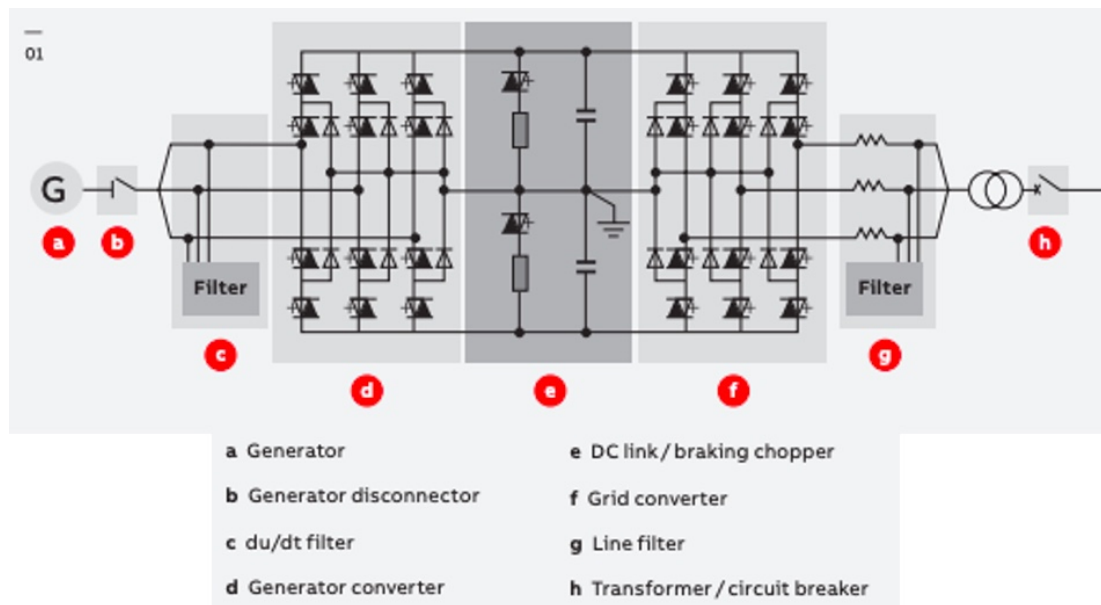 01
G
Filter
Filter
a
b
c
d
e
f
g
h
a Generator
b Generator disconnector
c du/dt filter
d Generator converter
e DC link / braking chopper
f Grid converter
g Line filter
h Transformer / circuit breaker